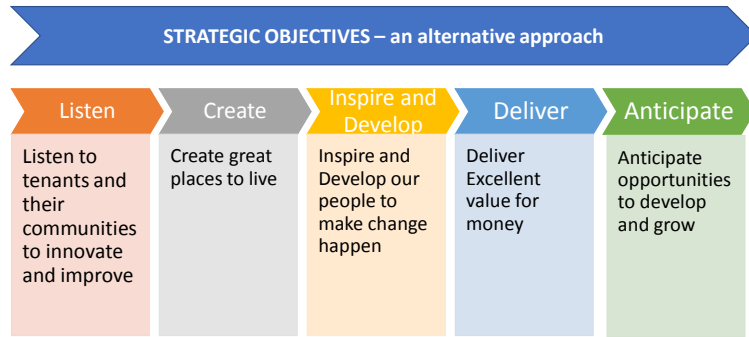 STRATEGIC OBJECTIVES – an alternative approach
Listen
Listen to
tenants and
their
communities
to innovate
and improve
Create
Create great
places to live
Inspire and
Develop
Inspire and
Develop our
people to
make change
happen
Deliver
Deliver
Excellent
value for
money
Anticipate
Anticipate
opportunities
to develop
and grow